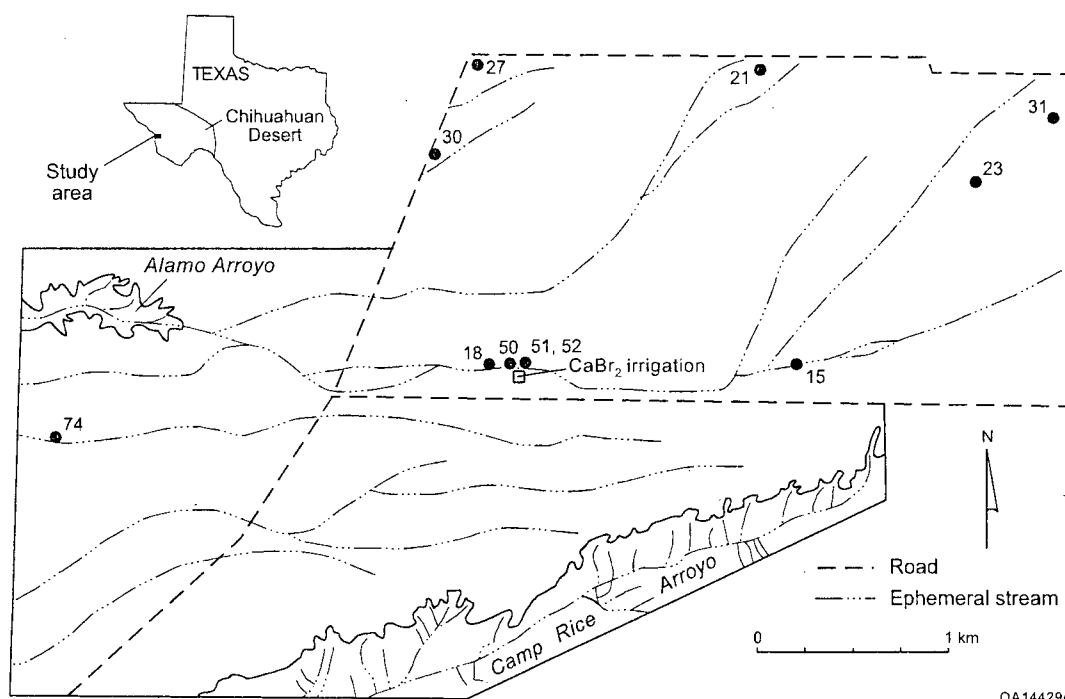 TEXAS
Chihuahuan
Desert
Study
area
27
21
31
30
23
Alamo Arroyo
18
50
51, 52
CaBr₂ irrigation
15
74
N
Camp Rice Arroyo
Road
Ephemeral stream
0
1 km